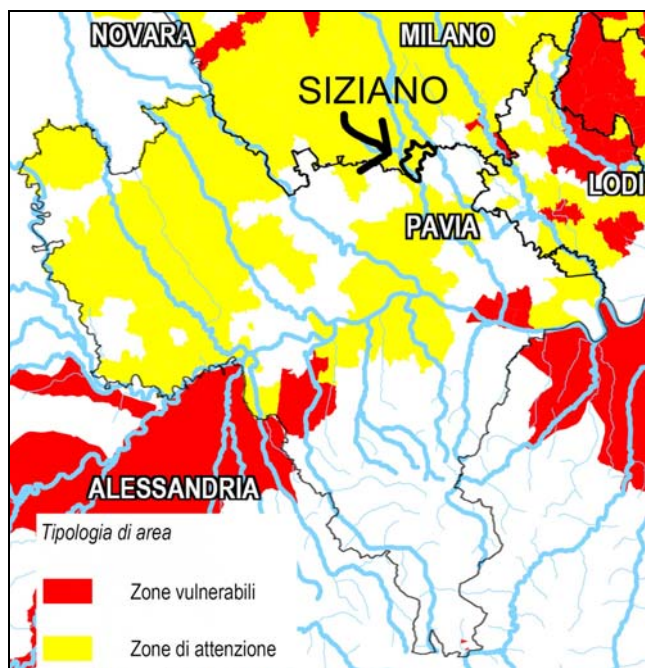 NOVARA
MILANO
SIZIANO
LODI
PAVIA
ALESSANDRIA
Tipologia di area
Zone vulnerabili
Zone di attenzione